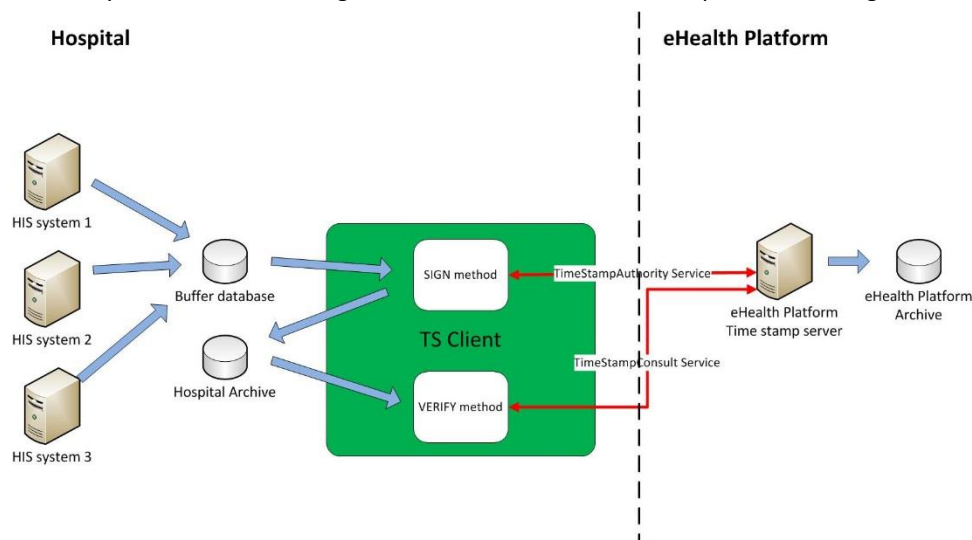 Hospital
eHealth Platform
HIS system 1
HIS system 2
HIS system 3
Buffer database
Hospital Archive
SIGN method
TS Client
VERIFY method
TimeStampAuthority Service
TimeStampConsult Service
eHealth Platform
Time stamp server
eHealth Platform
Archive